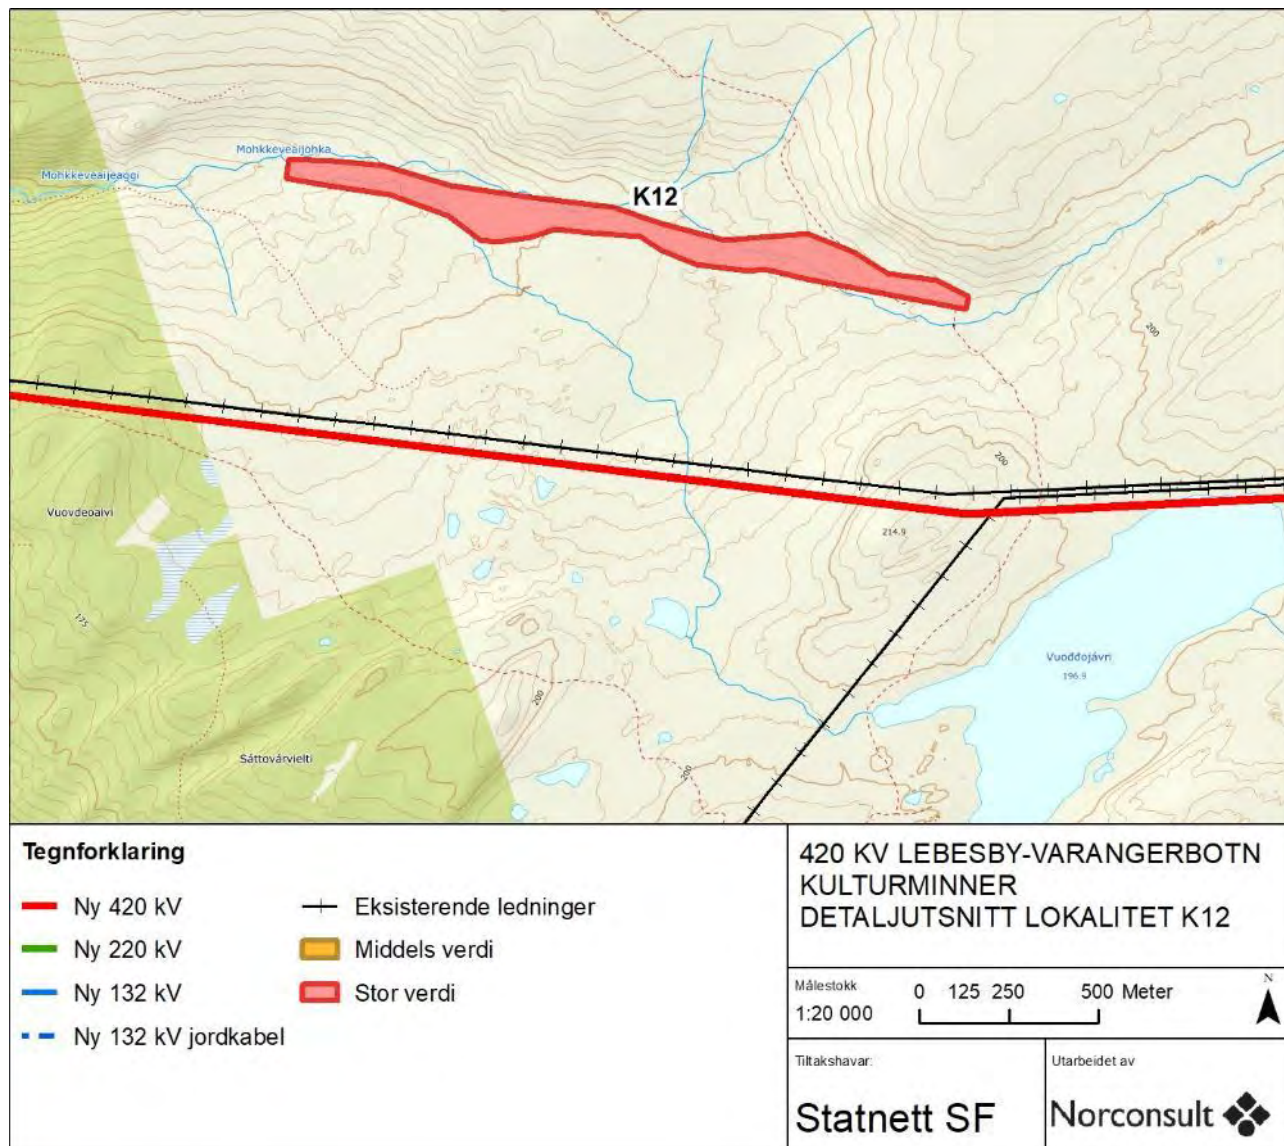 Mohkkeveaijohka
Mohkkeveaijeaggi
K12
200
200
Vuovdeoaivi
214.9
175
Vuođđojávri
196.9
200
Sáttovárvielti
200
Tegnforklaring
Ny 420 kV
Ny 220 kV
Ny 132 kV
Ny 132 kV jordkabel
Eksisterende ledninger
Middels verdi
Stor verdi
420 KV LEBESBY-VARANGERBOTN
KULTURMINNER
DETALJUTSNITT LOKALITET K12
Målestokk
1:20 000
0 125 250 500 Meter
N
Tiltakshavar:
Statnett SF
Utarbeidet av
Norconsult